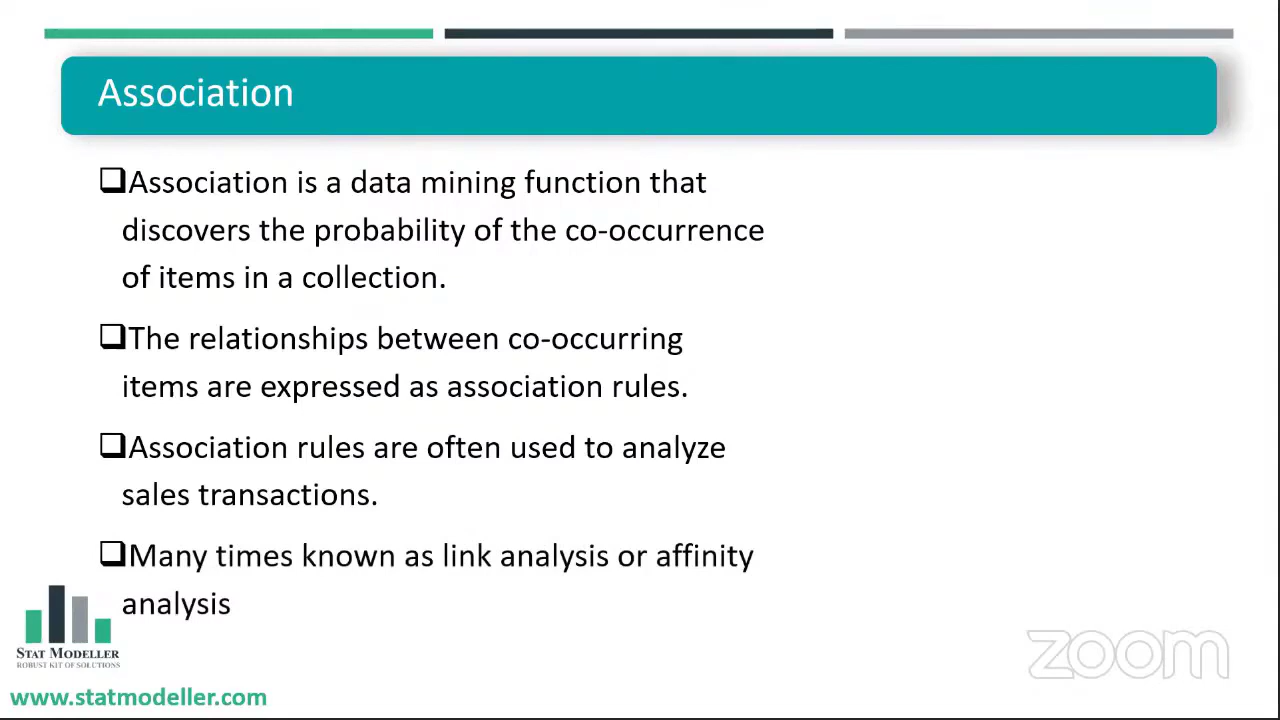 Association
❑Association is a data mining function that
discovers the probability of the co-occurrence
of items in a collection.
❑The relationships between co-occurring
items are expressed as association rules.
❑Association rules are often used to analyze
sales transactions.
❑Many times known as link analysis or affinity
analysis
STAT MODELLER
ROBUST KIT OF SOLUTIONS
zoom
www.statmodeller.com